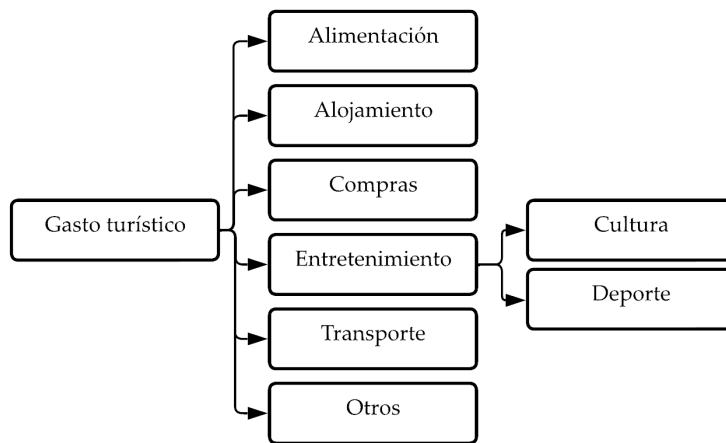 Gasto turístico
Alimentación
Alojamiento
Compras
Entretenimiento
Transporte
Otros
Cultura
Deporte